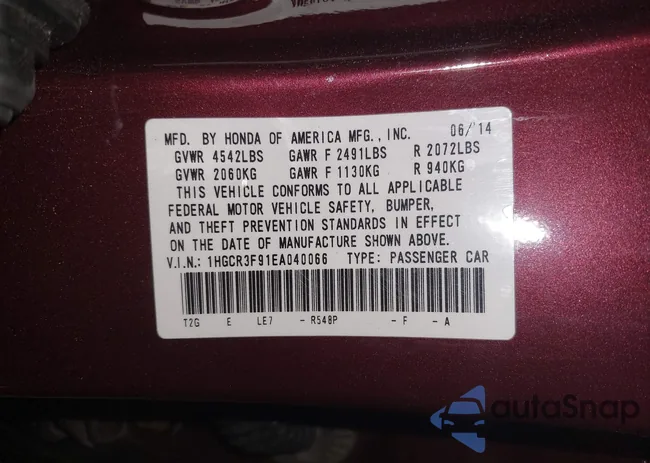 MFD. BY HONDA OF AMERICA MFG., INC. 06/'14
GVWR 4542LBS GAWR F 2491LBS R 2072LBS
GVWR 2060KG GAWR F 1130KG R 940KG
THIS VEHICLE CONFORMS TO ALL APPLICABLE
FEDERAL MOTOR VEHICLE SAFETY, BUMPER,
AND THEFT PREVENTION STANDARDS IN EFFECT
ON THE DATE OF MANUFACTURE SHOWN ABOVE.
V.I.N.: 1HGCR3F91EA040066 TYPE: PASSENGER CAR
T2G E LE7 - R548P - F - A
autoSnap